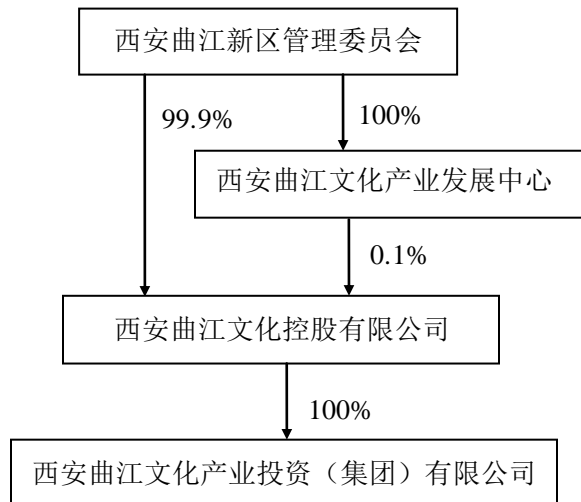 西安曲江新区管理委员会
99.9%
100%
西安曲江文化产业发展中心
0.1%
西安曲江文化控股有限公司
100%
西安曲江文化产业投资（集团）有限公司